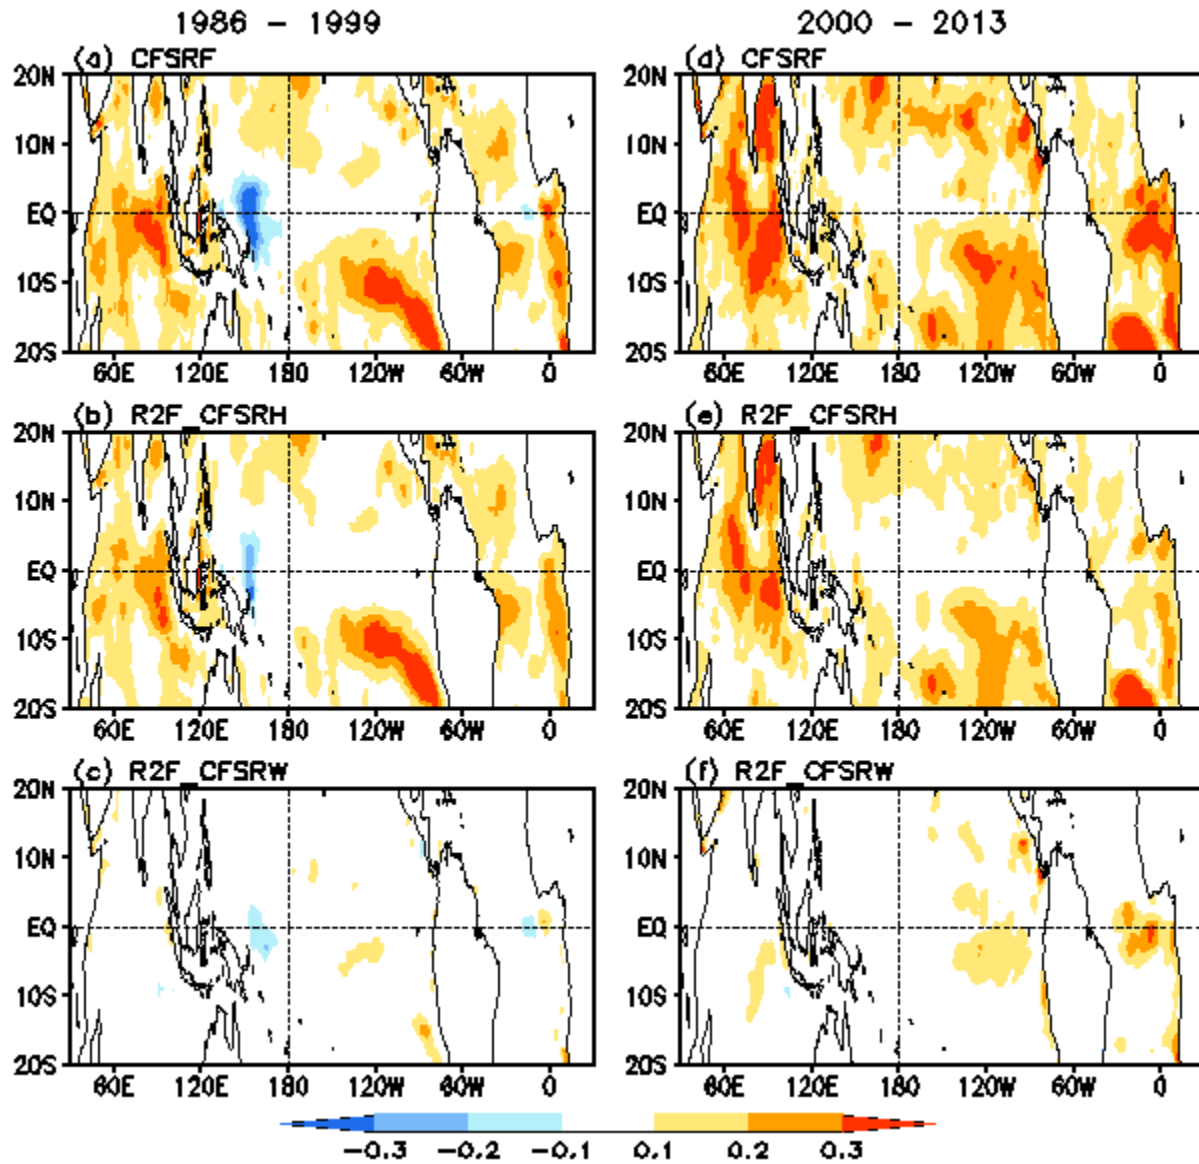 1986 – 1999
2000 – 2013
(a) CFSRF
(d) CFSRF
20N
10N
EQ
10S
20S
60E 120E 180 120W 60W 0
20N
10N
EQ
10S
20S
60E 120E 180 120W 60W 0
(b) R2F_CFSRH
(e) R2F_CFSRH
20N
10N
EQ
10S
20S
60E 120E 180 120W 60W 0
20N
10N
EQ
10S
20S
60E 120E 180 120W 60W 0
(c) R2F_CFSRW
(f) R2F_CFSRW
20N
10N
EQ
10S
20S
60E 120E 180 120W 60W 0
20N
10N
EQ
10S
20S
60E 120E 180 120W 60W 0
−0.3 −0.2 −0.1 0.1 0.2 0.3